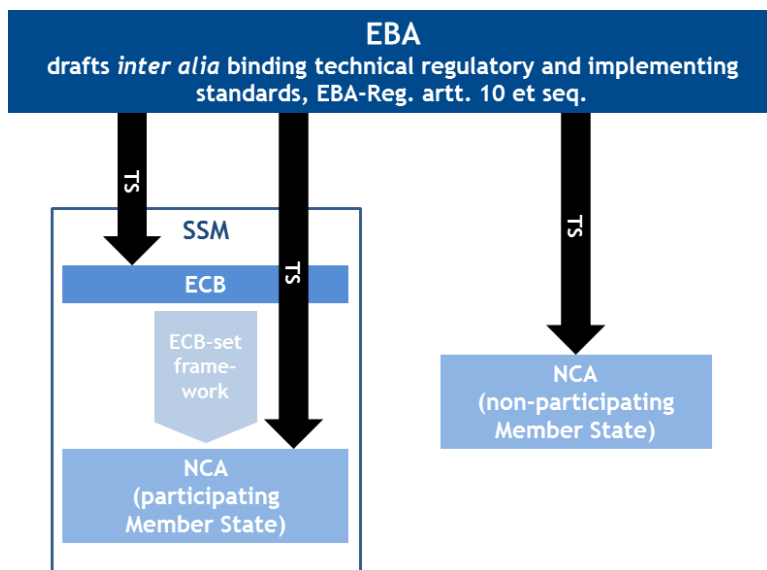 EBA
drafts inter alia binding technical regulatory and implementing
standards, EBA-Reg. artt. 10 et seq.
TS
TS
TS
SSM
ECB
ECB-set
frame-
work
NCA
(participating
Member State)
NCA
(non-participating
Member State)